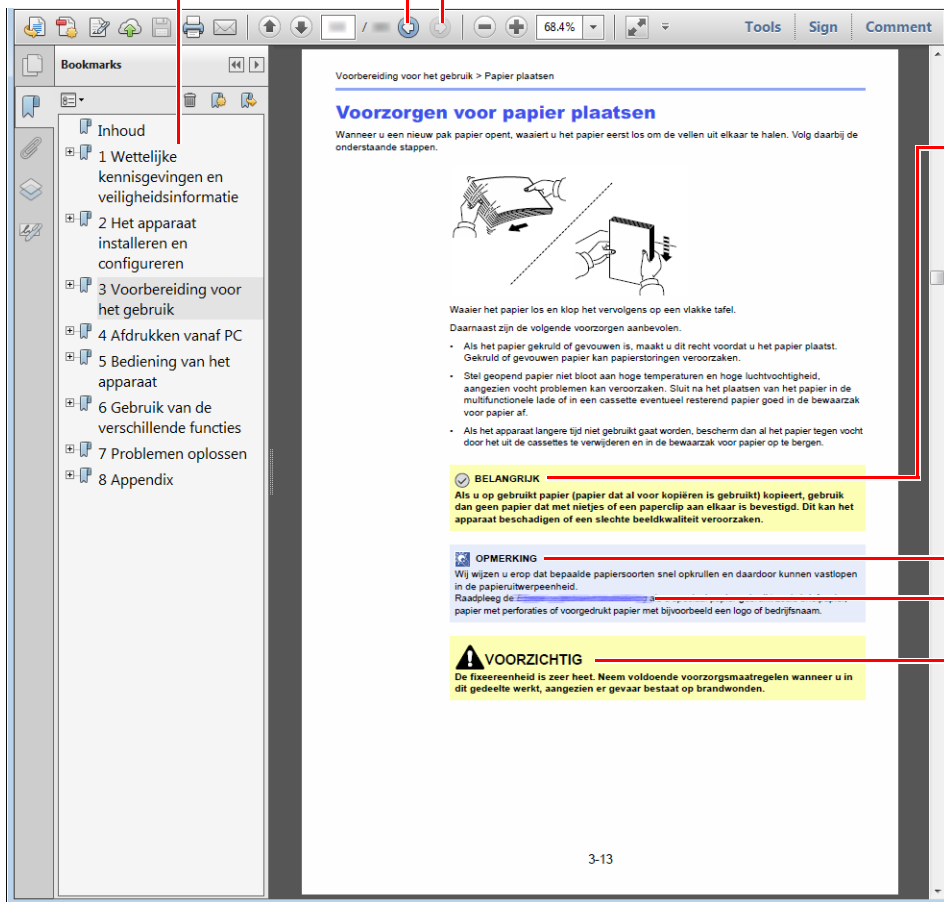 /
68.4%
Tools
Sign
Comment
Bookmarks
Inhoud
1 Wettelijke
kennisgevingen en
veiligheidsinformatie
2 Het apparaat
installeren en
configureren
3 Voorbereiding voor
het gebruik
4 Afdrukken vanaf PC
5 Bediening van het
apparaat
6 Gebruik van de
verschillende functies
7 Problemen oplossen
8 Appendix
Voorbereiding voor het gebruik > Papier plaatsen
Voorzorgen voor papier plaatsen
Wanneer u een nieuw pak papier opent, waaiert u het papier eerst los om de vellen uit elkaar te halen. Volg daarbij de
onderstaande stappen.
Waaier het papier los en klop het vervolgens op een vlakke tafel.
Daarnaast zijn de volgende voorzorgen aanbevolen.
• Als het papier gekruld of gevouwen is, maakt u dit recht voordat u het papier plaatst.
Gekruld of gevouwen papier kan papierstoringen veroorzaken.
• Stel geopend papier niet bloot aan hoge temperaturen en hoge luchtvochtigheid,
aangezien vocht problemen kan veroorzaken. Sluit na het plaatsen van het papier in de
multifunctionele lade of in een cassette eventueel resterend papier goed in de bewaarzak
voor papier af.
• Als het apparaat langere tijd niet gebruikt gaat worden, bescherm dan al het papier tegen vocht
door het uit de cassettes te verwijderen en in de bewaarzak voor papier op te bergen.
BELANGRIJK
Als u op gebruikt papier (papier dat al voor kopiëren is gebruikt) kopieert, gebruik
dan geen papier dat met nietjes of een paperclip aan elkaar is bevestigd. Dit kan het
apparaat beschadigen of een slechte beeldkwaliteit veroorzaken.
OPMERKING
Wij wijzen u erop dat bepaalde papiersoorten snel opkrullen en daardoor kunnen vastlopen
in de papieruitwerpeenheid.
Raadpleeg de
papier met perforaties of voorgedrukt papier met bijvoorbeeld een logo of bedrijfsnaam.
VOORZICHTIG
De fixeereenheid is zeer heet. Neem voldoende voorzorgsmaatregelen wanneer u in
dit gedeelte werkt, aangezien er gevaar bestaat op brandwonden.
3-13